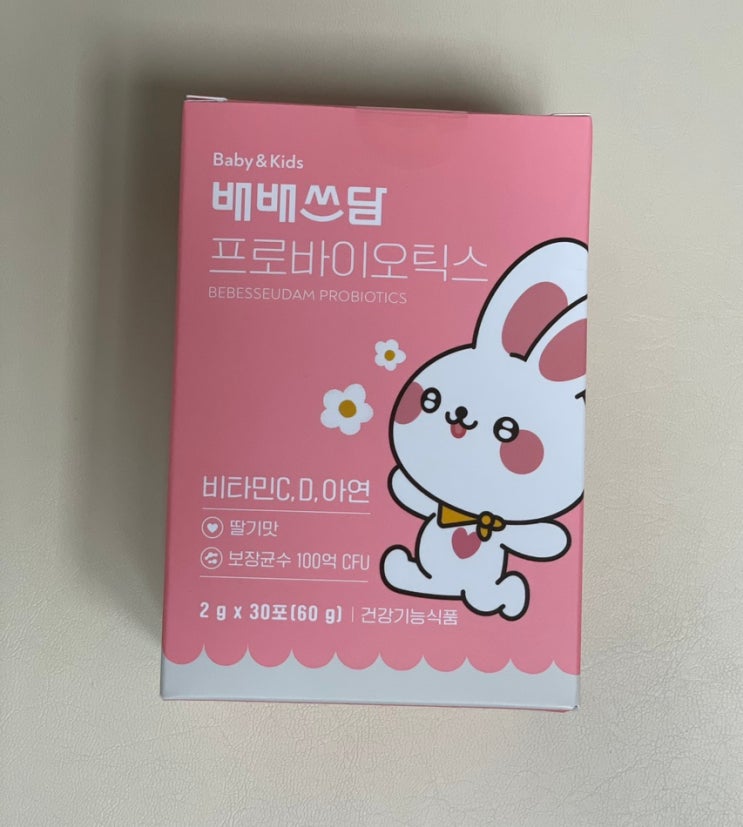 Baby & Kids
배배쓰담
프로바이오틱스
BEBESSEUDAM PROBIOTICS
비타민C, D, 아연
딸기맛
보장균수 100억 CFU
2 g x 30포(60 g) | 건강기능식품